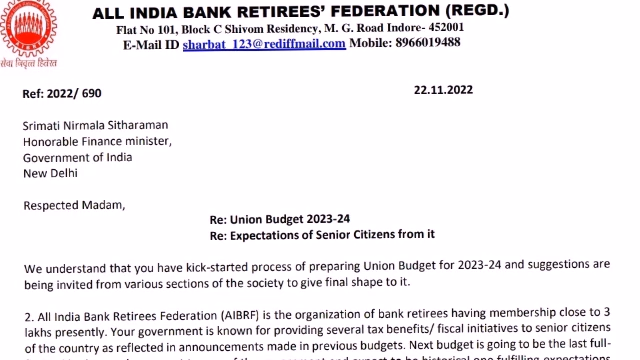 ALL INDIA BANK RETIREES' FEDERATION (REGD.)
Flat No 101, Block C Shivom Residency, M. G. Road Indore- 452001
E-Mail ID sharbat_123@rediffmail.com Mobile: 8966019488
सेवा निवृत्त हितेरक्ष
Ref: 2022/ 690
22.11.2022
Srimati Nirmala Sitharaman
Honorable Finance minister,
Government of India
New Delhi
Respected Madam,
Re: Union Budget 2023-24
Re: Expectations of Senior Citizens from it
We understand that you have kick-started process of preparing Union Budget for 2023-24 and suggestions are
being invited from various sections of the society to give final shape to it.
2. All India Bank Retirees Federation (AIBRF) is the organization of bank retirees having membership close to 3
lakhs presently. Your government is known for providing several tax benefits/ fiscal initiatives to senior citizens
of the country as reflected in announcements made in previous budgets. Next budget is going to be the last full-